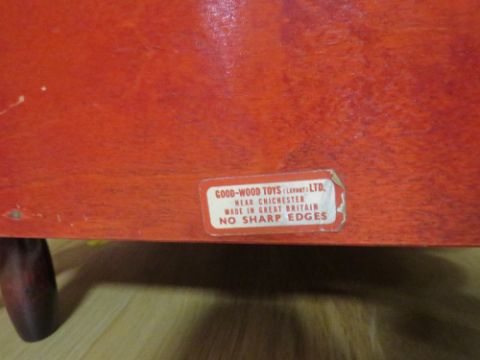 GOOD-WOOD TOYS (LAVANT) LTD.
NEAR CHICHESTER
MADE IN GREAT BRITAIN
NO SHARP EDGES